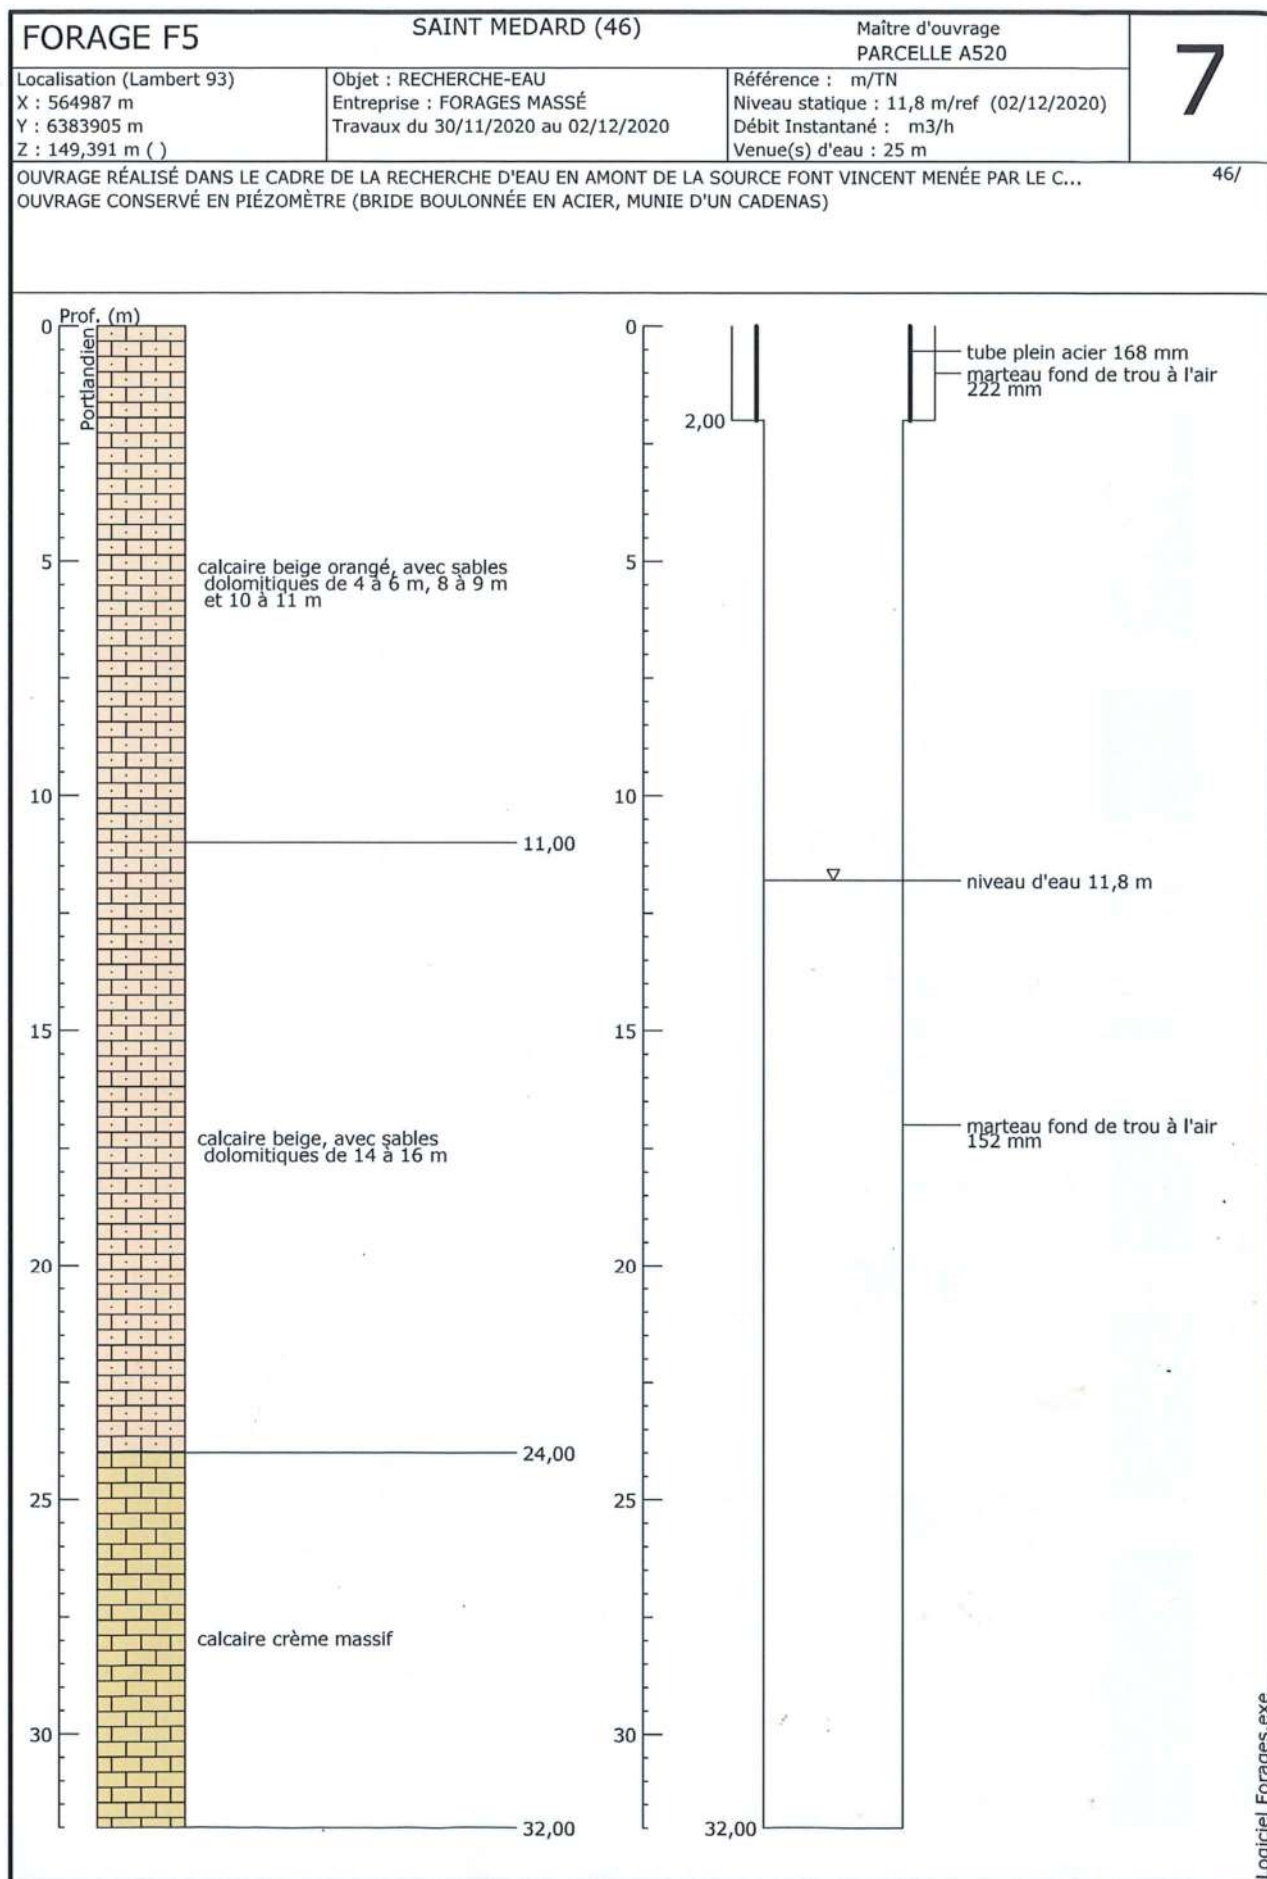 FORAGE F5
SAINT MEDARD (46)
Maître d'ouvrage
PARCELLE A520
7
Localisation (Lambert 93)
X : 564987 m
Y : 6383905 m
Z : 149,391 m ( )
Objet : RECHERCHE-EAU
Entreprise : FORAGES MASSÉ
Travaux du 30/11/2020 au 02/12/2020
Référence : m/TN
Niveau statique : 11,8 m/ref (02/12/2020)
Débit Instantané : m3/h
Venue(s) d'eau : 25 m
OUVRAGE RÉALISÉ DANS LE CADRE DE LA RECHERCHE D'EAU EN AMONT DE LA SOURCE FONT VINCENT MENÉE PAR LE C...
46/
OUVRAGE CONSERVÉ EN PIÉZOMÈTRE (BRIDE BOULONNÉE EN ACIER, MUNIE D'UN CADENAS)
Prof. (m)
0
5
10
15
20
25
30
Portlandien
calcaire beige orangé, avec sables
dolomitiques de 4 à 6 m, 8 à 9 m
et 10 à 11 m
11,00
calcaire beige, avec sables
dolomitiques de 14 à 16 m
24,00
calcaire crème massif
32,00
0
5
10
15
20
25
30
2,00
32,00
tube plein acier 168 mm
marteau fond de trou à l'air
222 mm
niveau d'eau 11,8 m
marteau fond de trou à l'air
152 mm
Logiciel Forages.exe